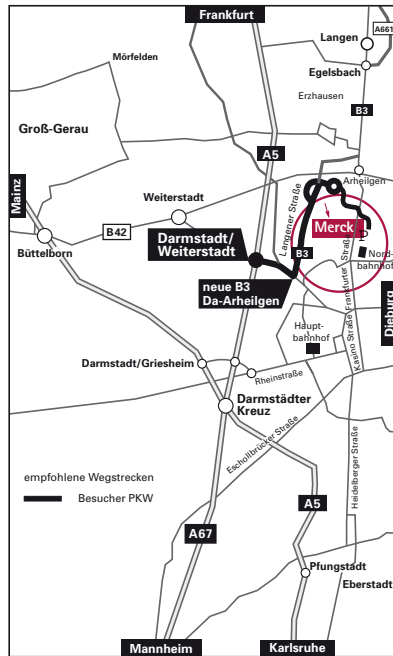 Frankfurt
A661
Langen
Mörfelden
Egelsbach
Erzhausen
B3
Groß-Gerau
A5
Mainz
Arheilgen
Weiterstadt
Langener Straße
Merck
B42
P
Darmstadt/
Weiterstadt
B3
Büttelborn
Nord-
bahnhof
Frankfurter Straße
neue B3
Da-Arheilgen
Dieburg
Haupt-
bahnhof
Kasino Straße
Darmstadt/Griesheim
Rheinstraße
Darmstädter
Kreuz
Eschollbrücker Straße
Heidelberger Straße
empfohlene Wegstrecken
Besucher PKW
A5
A67
Pfungstadt
Eberstadt
Mannheim
Karlsruhe